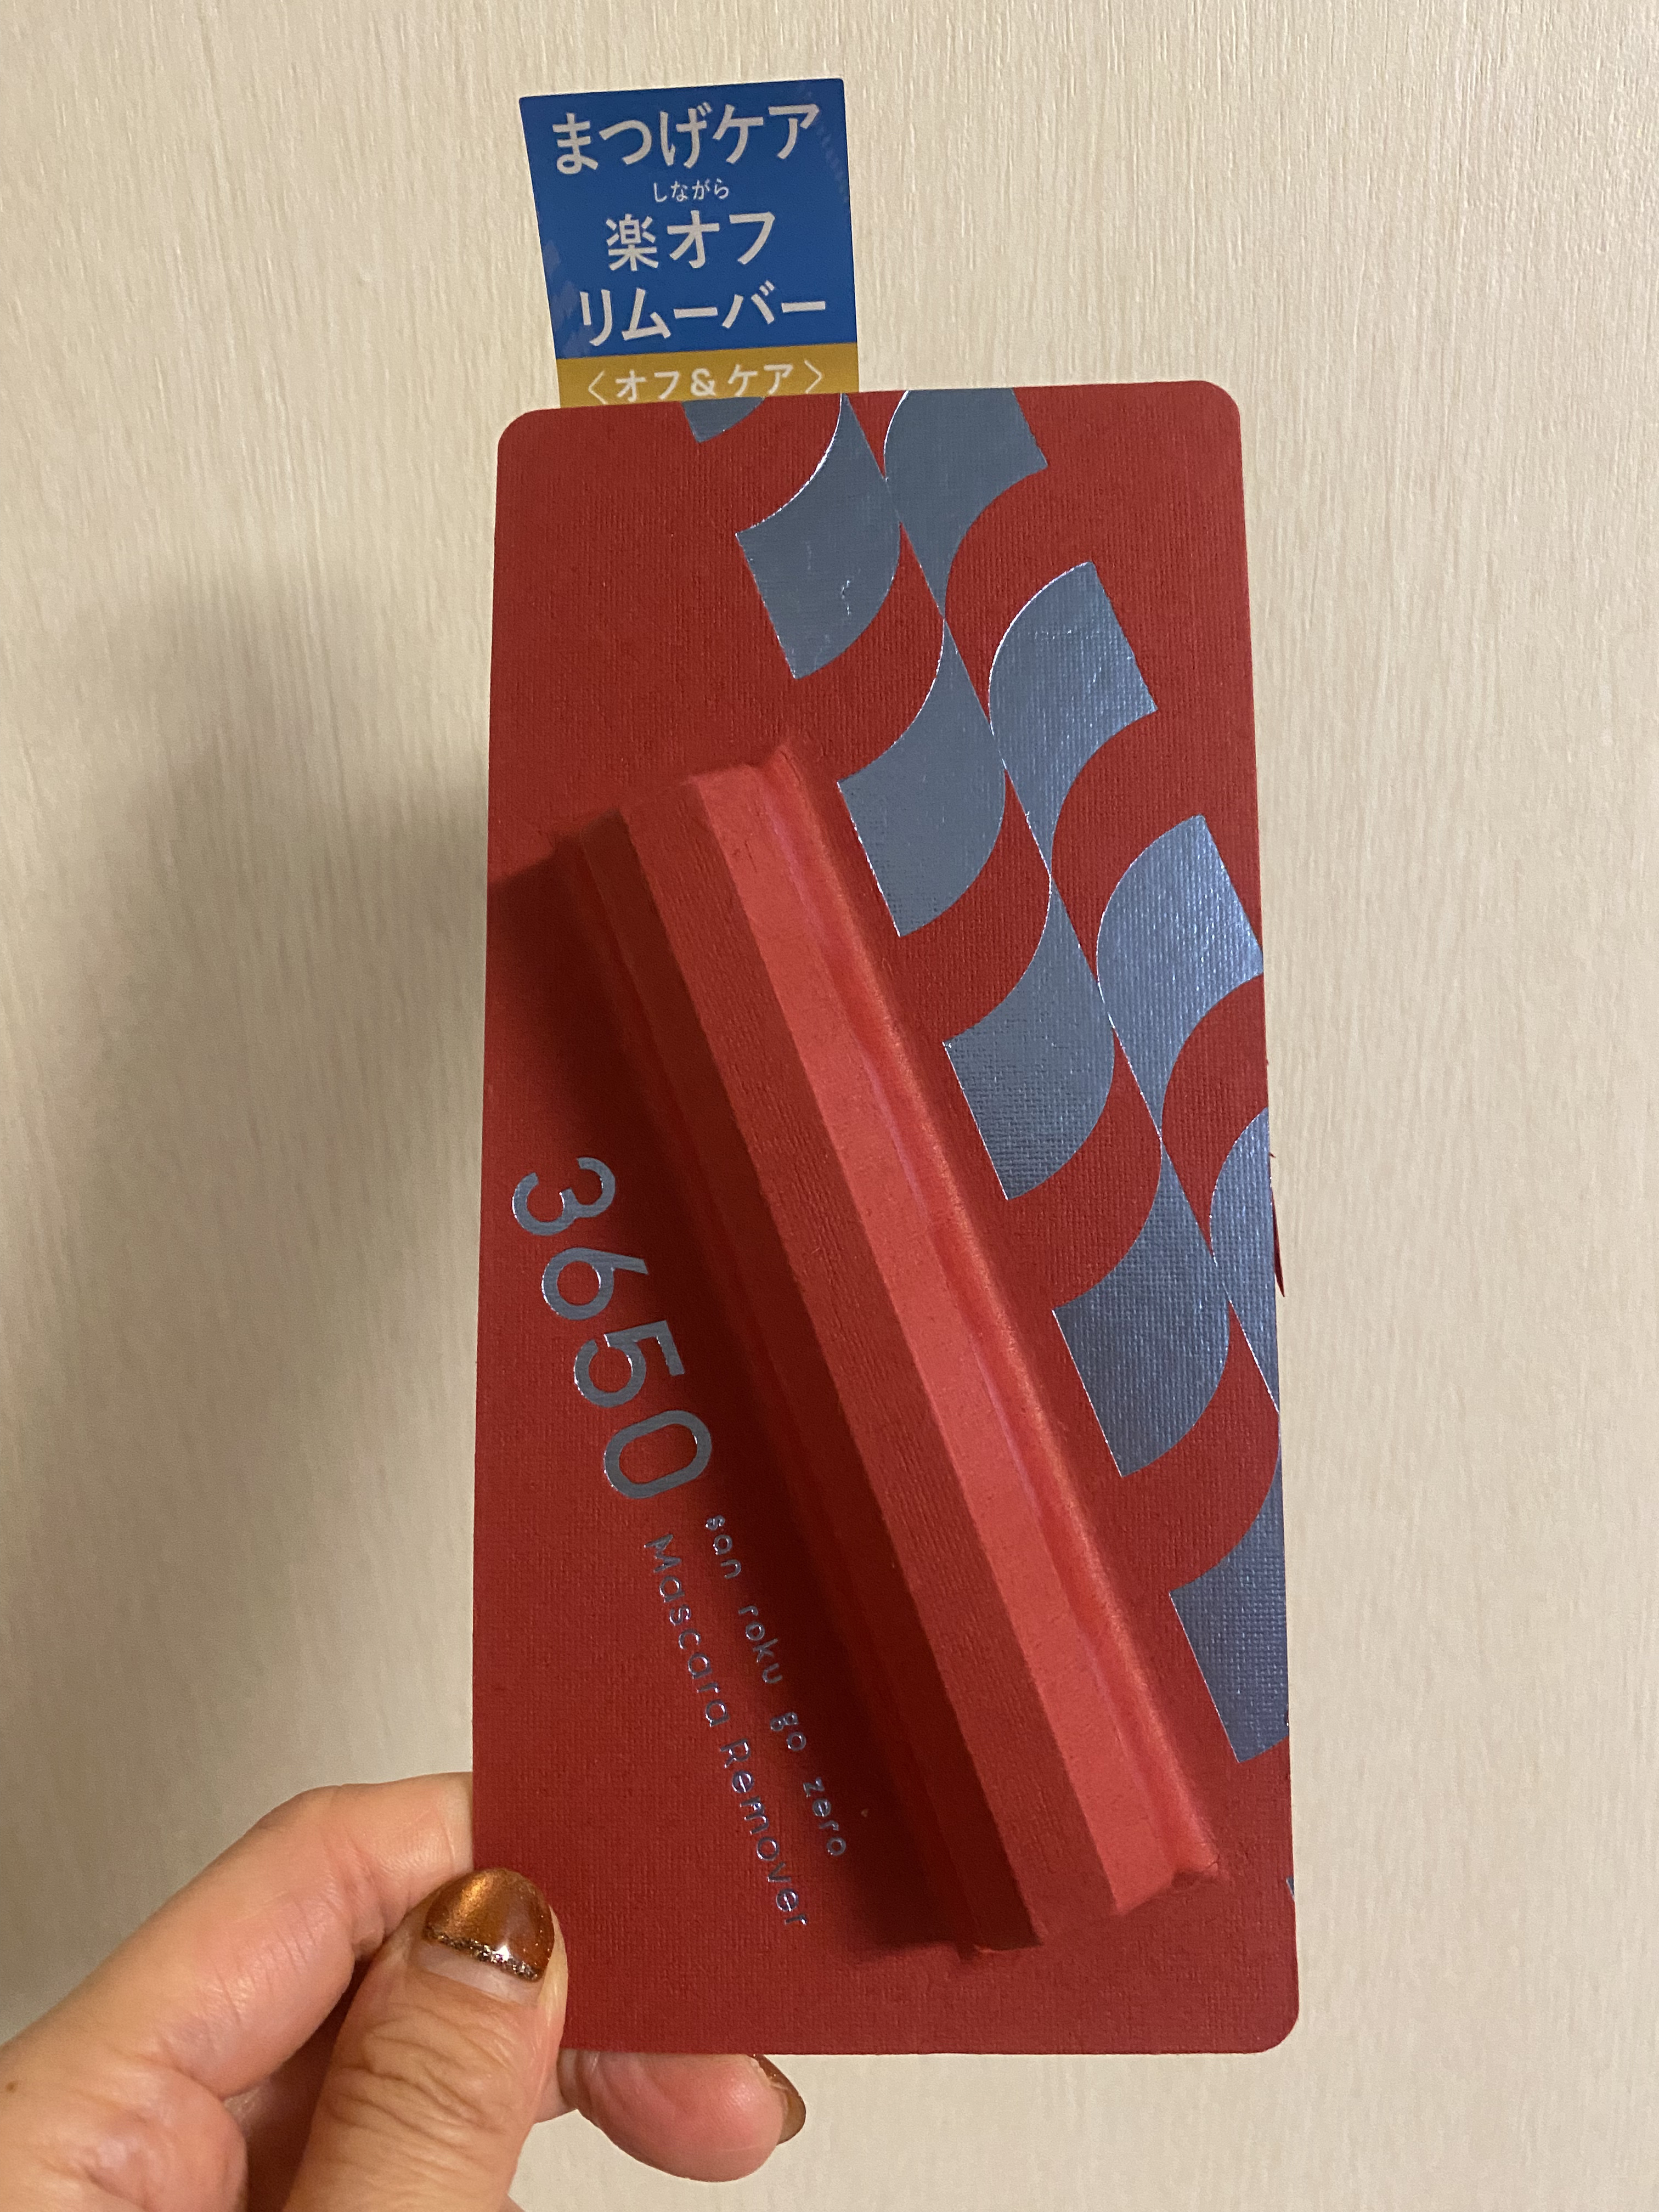 まつげケア
しながら
楽オフ
リムーバー
〈オフ&ケア〉
3650
san roku go zero
Mascara Remover